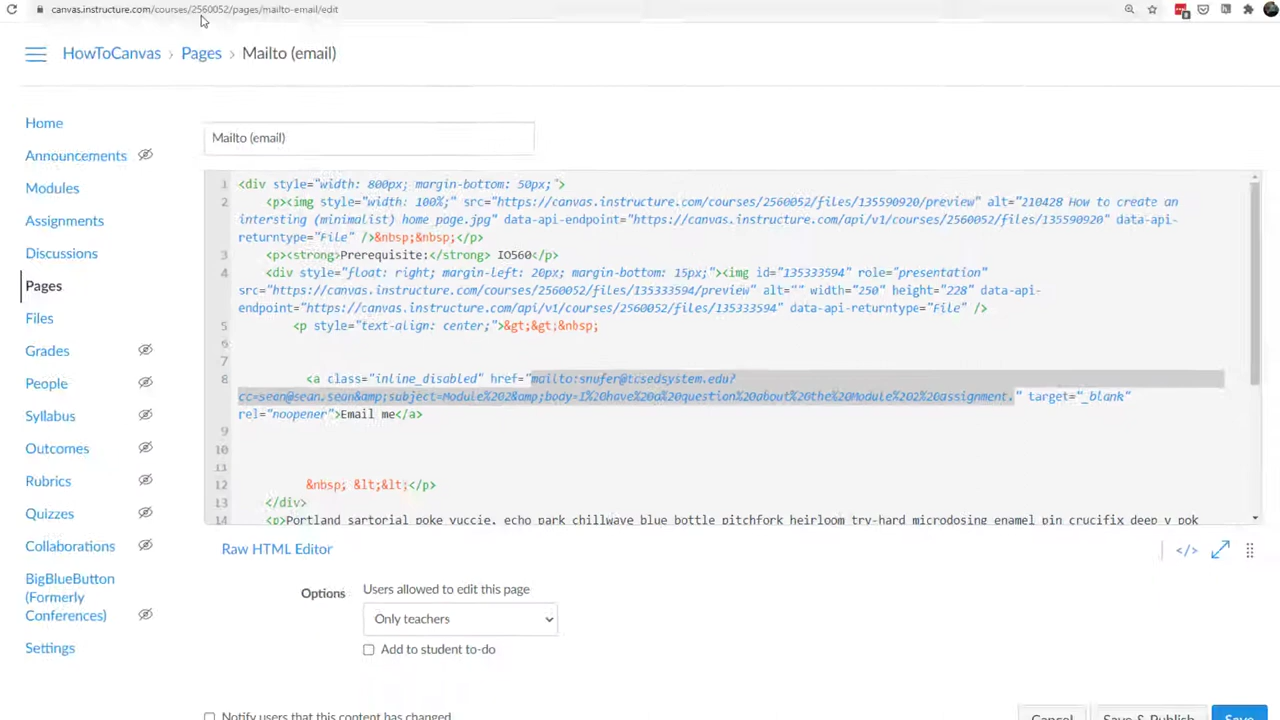 canvas.instructure.com/courses/2560052/pages/mailto-email/edit
HowToCanvas › Pages › Mailto (email)
Home
Announcements
Modules
Assignments
Discussions
Pages
Files
Grades
People
Syllabus
Outcomes
Rubrics
Quizzes
Collaborations
BigBlueButton
(Formerly
Conferences)
Settings
Mailto (email)
1 <div style="width: 800px; margin-bottom: 50px;">
2 <p><img style="width: 100%;" src="https://canvas.instructure.com/courses/2560052/files/135590920/preview" alt="210428 How to create an
intersting (minimalist) home page.jpg" data-api-endpoint="https://canvas.instructure.com/api/v1/courses/2560052/files/135590920" data-api-
returntype="File" />&nbsp;&nbsp;</p>
3 <p><strong>Prerequisite:</strong> IO560</p>
4 <div style="float: right; margin-left: 20px; margin-bottom: 15px;"><img id="135333594" role="presentation"
src="https://canvas.instructure.com/courses/2560052/files/135333594/preview" alt="" width="250" height="228" data-api-
endpoint="https://canvas.instructure.com/api/v1/courses/2560052/files/135333594" data-api-returntype="File" />
5 <p style="text-align: center;">&gt;&gt;&nbsp;
6
7
8 <a class="inline_disabled" href="mailto:snufer@tcsedsystem.edu?
cc=sean@sean.sean&amp;subject=Module%202&amp;body=I%20have%20a%20question%20about%20the%20Module%202%20assignment." target="_blank"
rel="noopener">Email me</a>
9
10
11
12 &nbsp; &lt;&lt;</p>
13 </div>
14 <p>Portland sartorial poke yuccie, echo park chillwave blue bottle pitchfork heirloom try-hard microdosing enamel pin crucifix deep v pok
Raw HTML Editor
</>
Options
Users allowed to edit this page
Only teachers
Add to student to-do
Notify users that this content has changed
Cancel
Save & Publish
Save